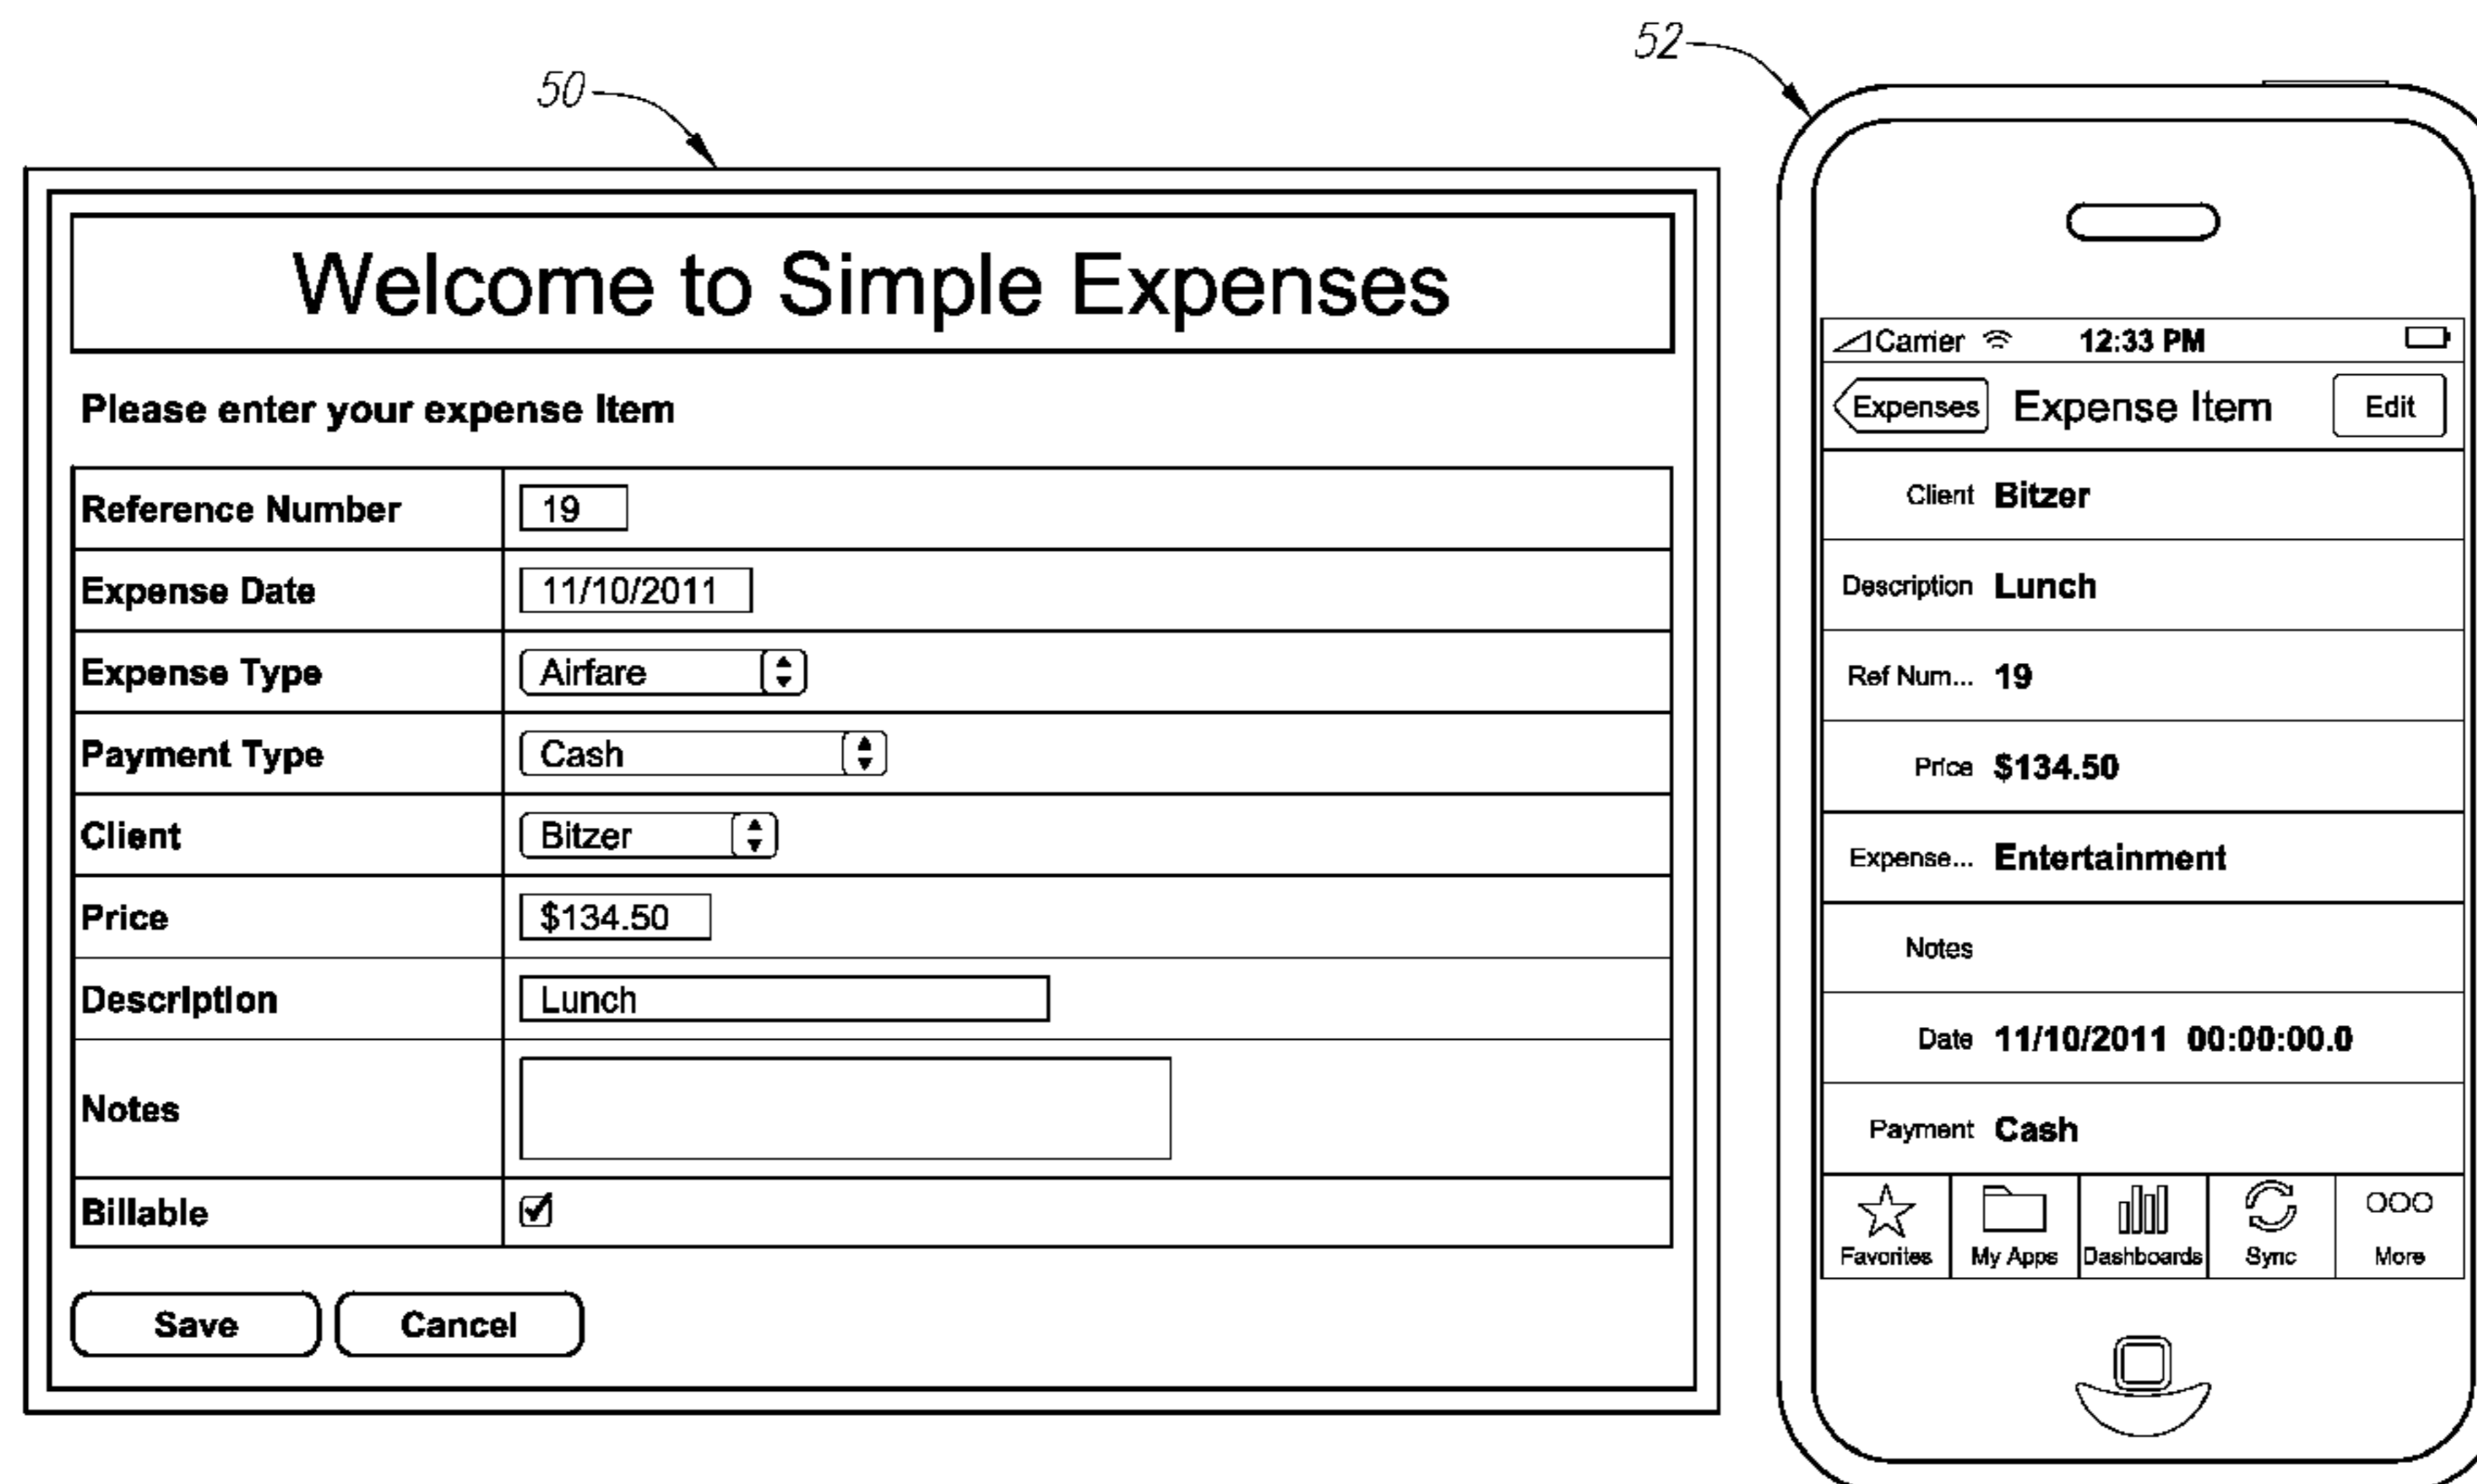 50
52
Welcome to Simple Expenses
Please enter your expense Item
Reference Number 19
Expense Date 11/10/2011
Expense Type Airfare
Payment Type Cash
Client Bitzer
Price $134.50
Description Lunch
Notes
Billable
Save Cancel
Carrier 12:33 PM
Expenses Expense Item Edit
Client Bitzer
Description Lunch
Ref Num... 19
Price $134.50
Expense... Entertainment
Notes
Date 11/10/2011 00:00:00.0
Payment Cash
Favorites My Apps Dashboards Sync More